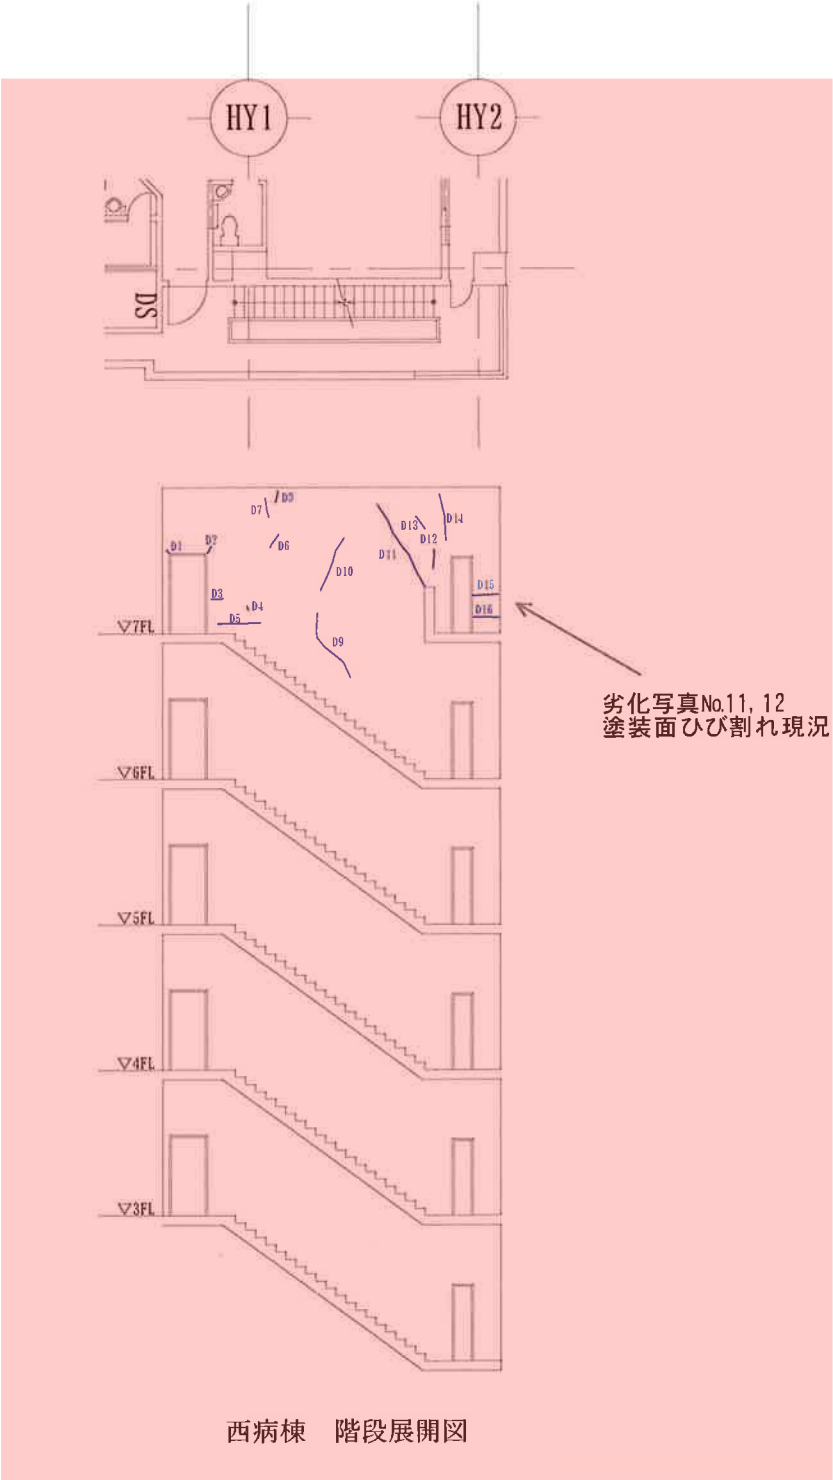 HY1
HY2
DS
D8
D7
D14
D13
D12
D1
D2
D6
D11
D10
D15
D3
D4
D16
D5
▽7FL
D9
劣化写真№11, 12
塗装面ひび割れ現況
▽6FL
▽5FL
▽4FL
▽3FL
西病棟　階段展開図